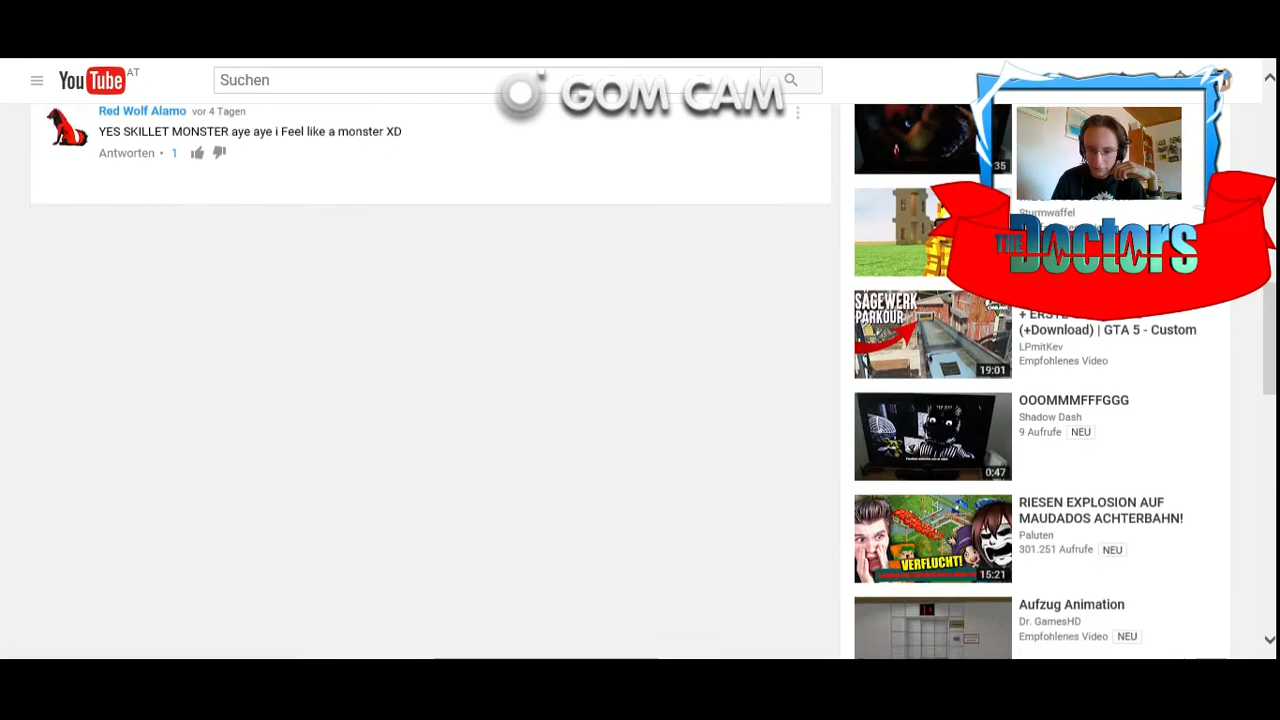 YouTube AT
Suchen
GOM CAM
Red Wolf Alamo vor 4 Tagen
YES SKILLET MONSTER aye aye i Feel like a monster XD
Antworten • 1
35
Sturmwaffel
THE Doctors
SÄGEWERK
PARKOUR
19:01
(+Download) | GTA 5 - Custom
LPmitKev
Empfohlenes Video
0:47
OOOMMMFFFGGG
Shadow Dash
9 Aufrufe NEU
VERFLUCHT!
15:21
RIESEN EXPLOSION AUF
MAUDADOS ACHTERBAHN!
Paluten
301.251 Aufrufe NEU
Aufzug Animation
Dr. GamesHD
Empfohlenes Video NEU